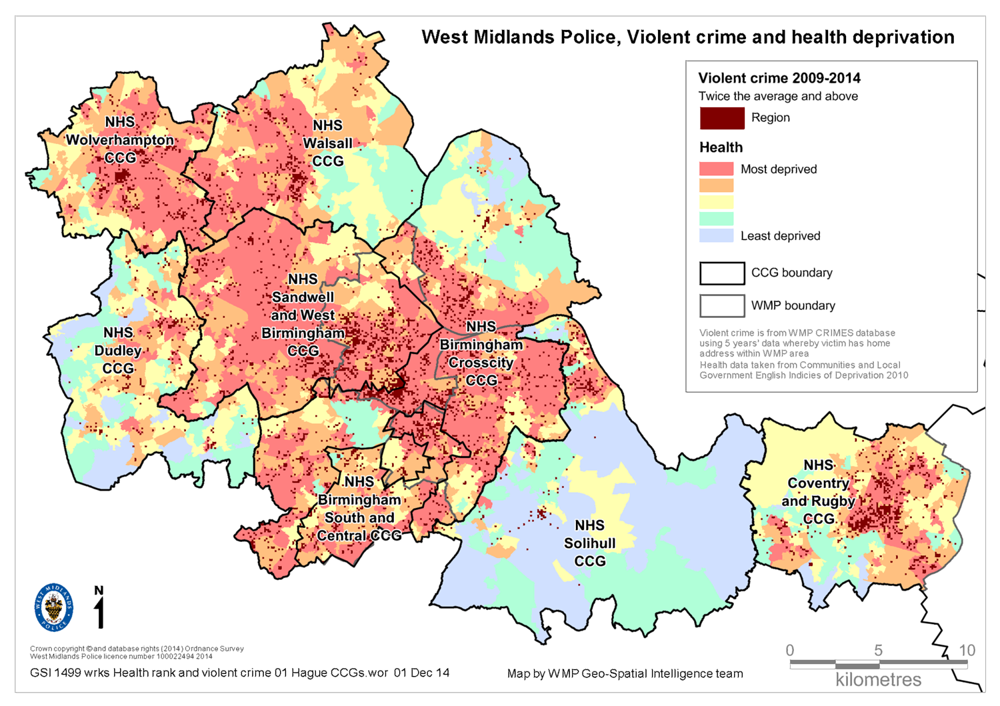 West Midlands Police, Violent crime and health deprivation
Violent crime 2009-2014
Twice the average and above
Region
Health
Most deprived
Least deprived
CCG boundary
WMP boundary
Violent crime is from WMP CRIMES database
using 5 years' data whereby victim has home
address within WMP area
Health data taken from Communities and Local
Government English Indicies of Deprivation 2010
NHS
Wolverhampton
CCG
NHS
Walsall
CCG
NHS
Sandwell
and West
Birmingham
CCG
NHS
Dudley
CCG
NHS
Birmingham
Crosscity
CCG
NHS
Birmingham
South and
Central CCG
NHS
Solihull
CCG
NHS
Coventry
and Rugby
CCG
WEST MIDLANDS
POLICE
N
0 5 10
kilometres
Crown copyright © and database rights (2014) Ordnance Survey
West Midlands Police licence number 100022494 2014
GSI 1499 wrks Health rank and violent crime 01 Hague CCGs.wor 01 Dec 14
Map by WMP Geo-Spatial Intelligence team